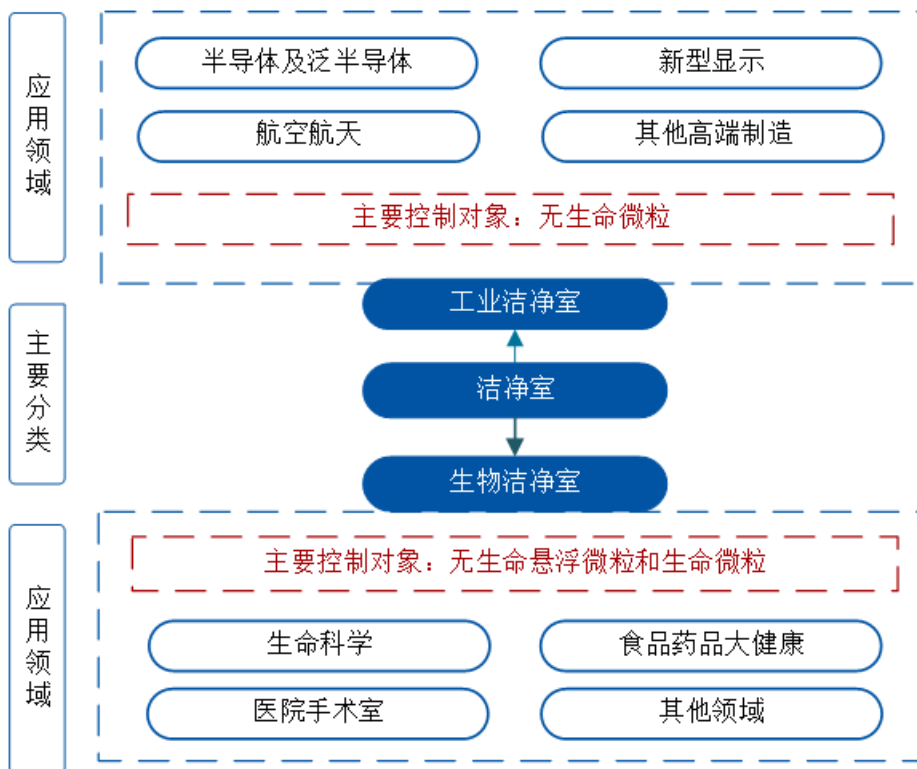 应用领域
半导体及泛半导体
新型显示
航空航天
其他高端制造
主要控制对象：无生命微粒
主要分类
工业洁净室
洁净室
生物洁净室
应用领域
主要控制对象：无生命悬浮微粒和生命微粒
生命科学
食品药品大健康
医院手术室
其他领域